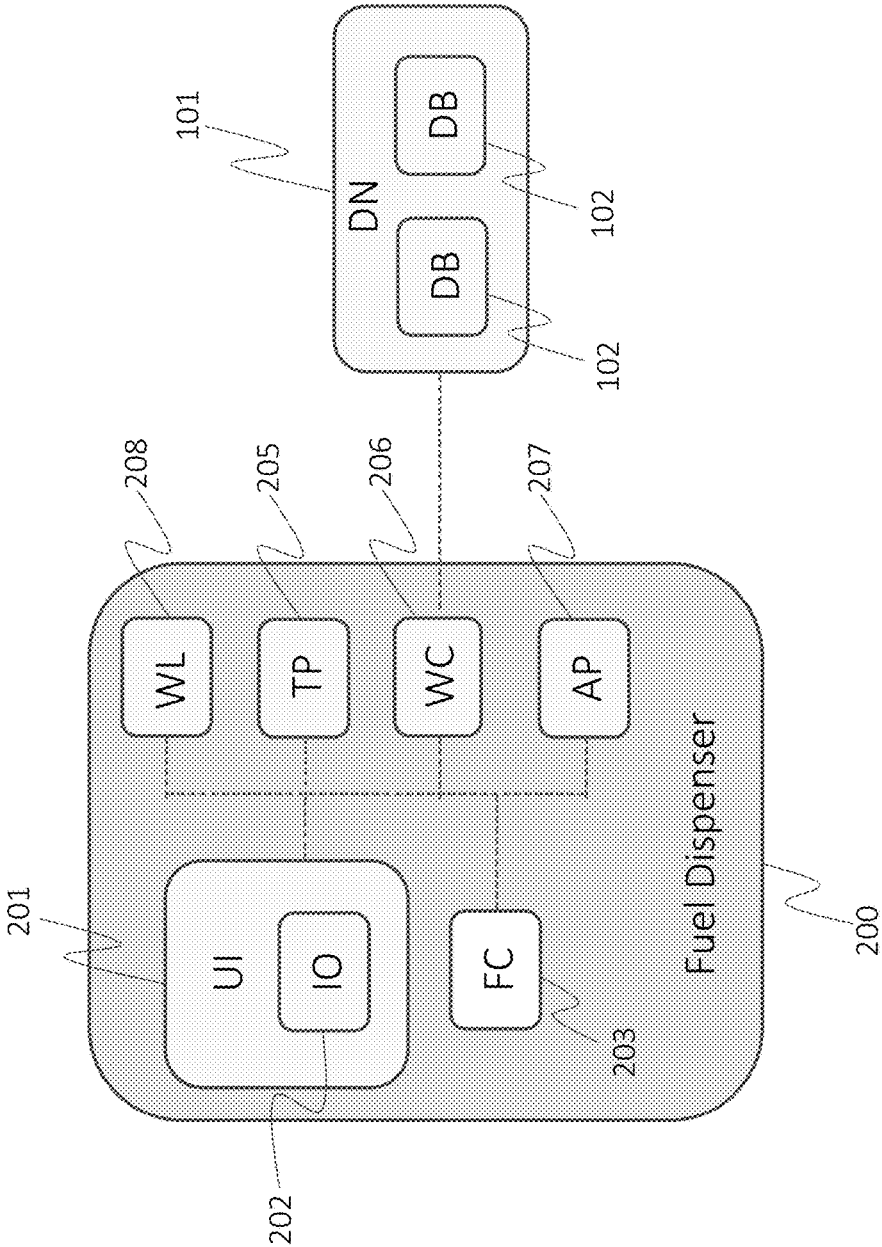 201
208
101
WL
UI
202
205
TP
IO
DN
206
WC
DB
DB
FC
207
AP
203
102
102
Fuel Dispenser
200